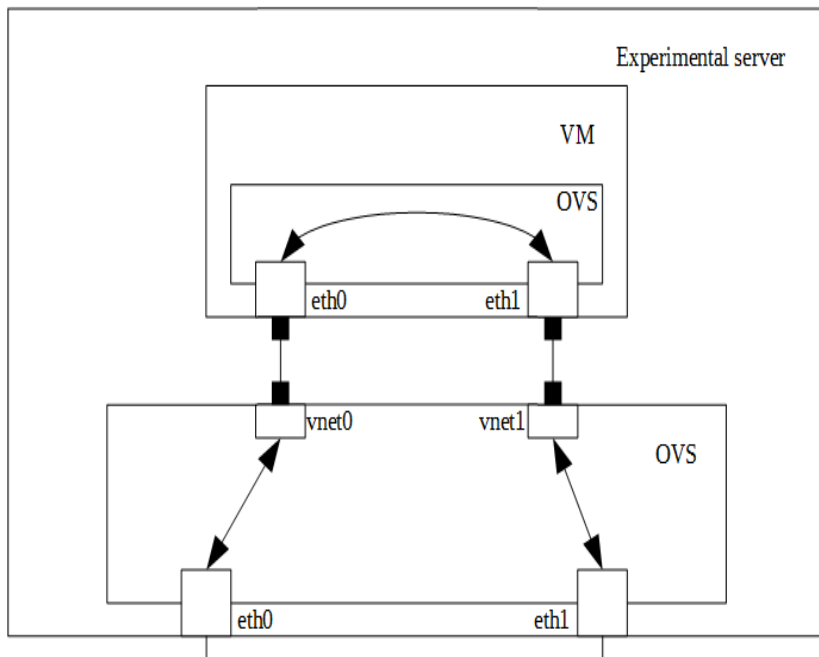 Experimental server
VM
OVS
eth0
eth1
vnet0
vnet1
OVS
eth0
eth1